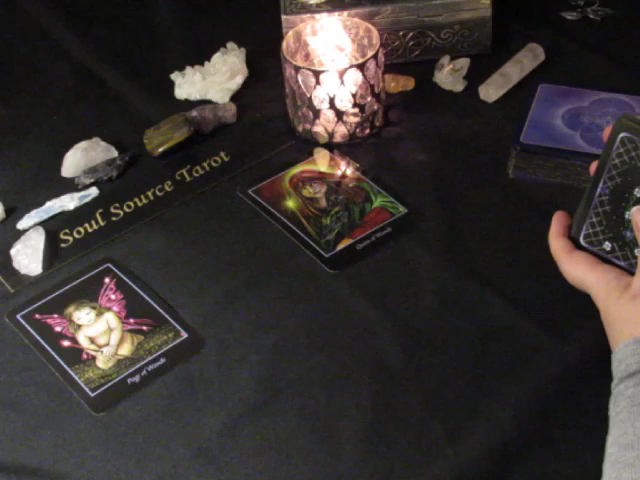 Soul Source Tarot
Queen of Wands
Page of Wands